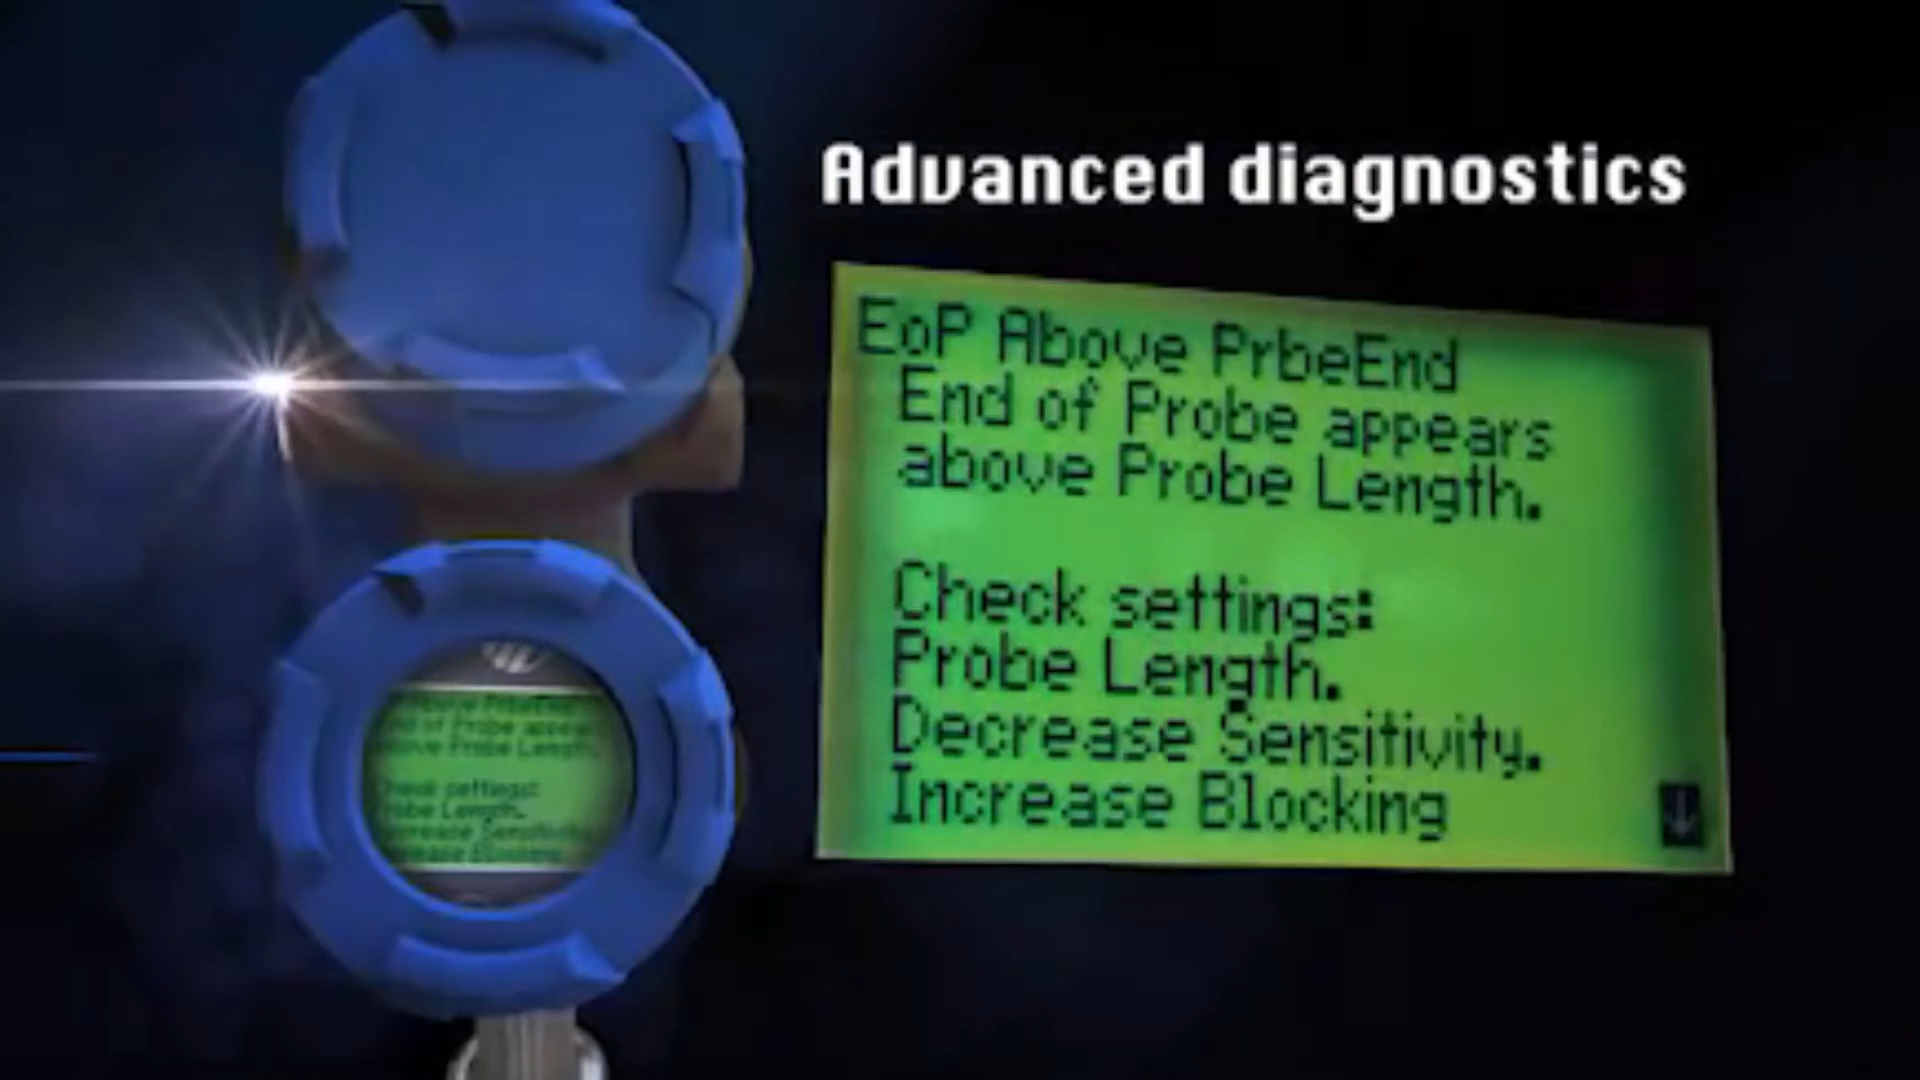 Advanced diagnostics
EoP Above PrbeEnd
End of Probe appears
above Probe Length.
Check settings:
Probe Length.
Decrease Sensitivity.
Increase Blocking